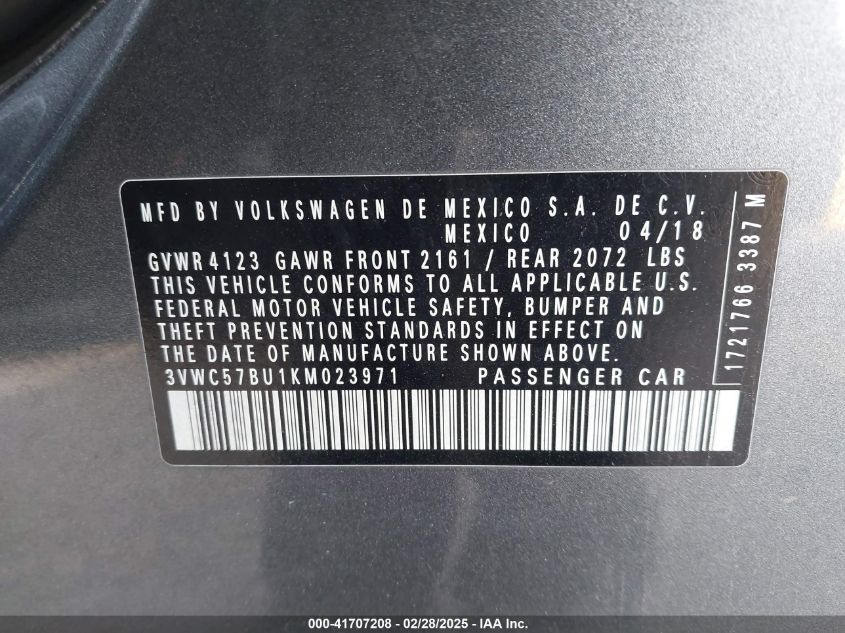 MFD BY VOLKSWAGEN DE MEXICO S.A. DE C.V.
MEXICO 04/18
GVWR 4123 GAWR FRONT 2161 / REAR 2072 LBS
THIS VEHICLE CONFORMS TO ALL APPLICABLE U.S.
FEDERAL MOTOR VEHICLE SAFETY, BUMPER AND
THEFT PREVENTION STANDARDS IN EFFECT ON
THE DATE OF MANUFACTURE SHOWN ABOVE.
3VWC57BU1KM023971 PASSENGER CAR
1721766 3387 M
000-41707208 - 02/28/2025 - IAA Inc.